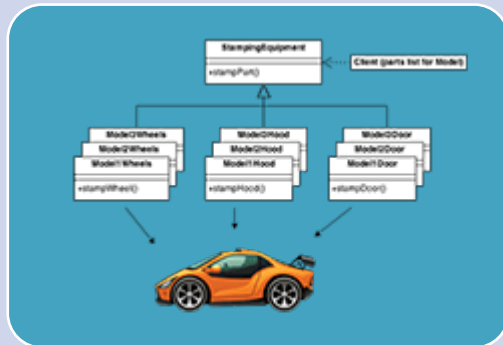 StampingEquipment
+stampPart()
Client (parts list for Model)
Model3Wheels
Model2Wheels
Model1Wheels
+stampWheel()
Model3Hood
Model2Hood
Model1Hood
+stampHood()
Model3Door
Model2Door
Model1Door
+stampDoor()